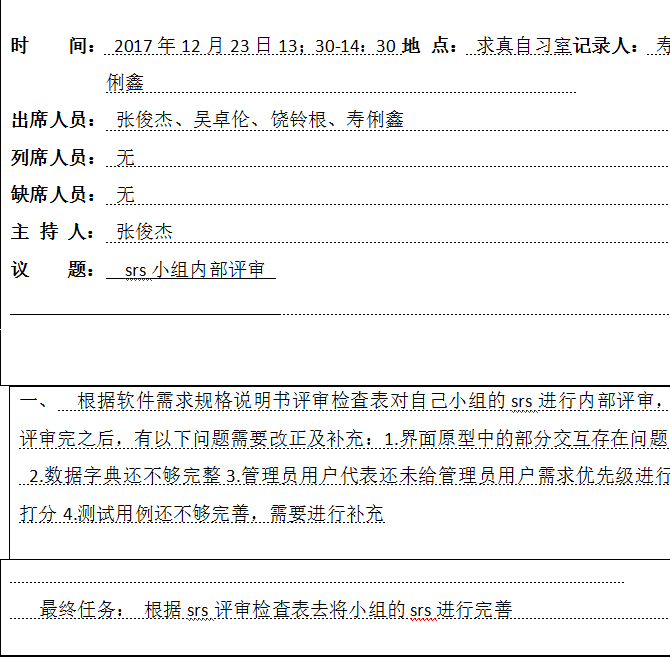 时 间： 2017 年 12 月 23 日 13；30-14：30 地 点： 求真自习室记录人： 寿
俐鑫
出席人员： 张俊杰、吴卓伦、饶铃根、寿俐鑫
列席人员： 无
缺席人员： 无
主 持 人： 张俊杰
议 题： srs 小组内部评审
一、 根据软件需求规格说明书评审检查表对自己小组的 srs 进行内部评审，
评审完之后，有以下问题需要改正及补充：1.界面原型中的部分交互存在问题
2.数据字典还不够完整 3.管理员用户代表还未给管理员用户需求优先级进行
打分 4.测试用例还不够完善，需要进行补充
最终任务： 根据 srs 评审检查表去将小组的 srs 进行完善